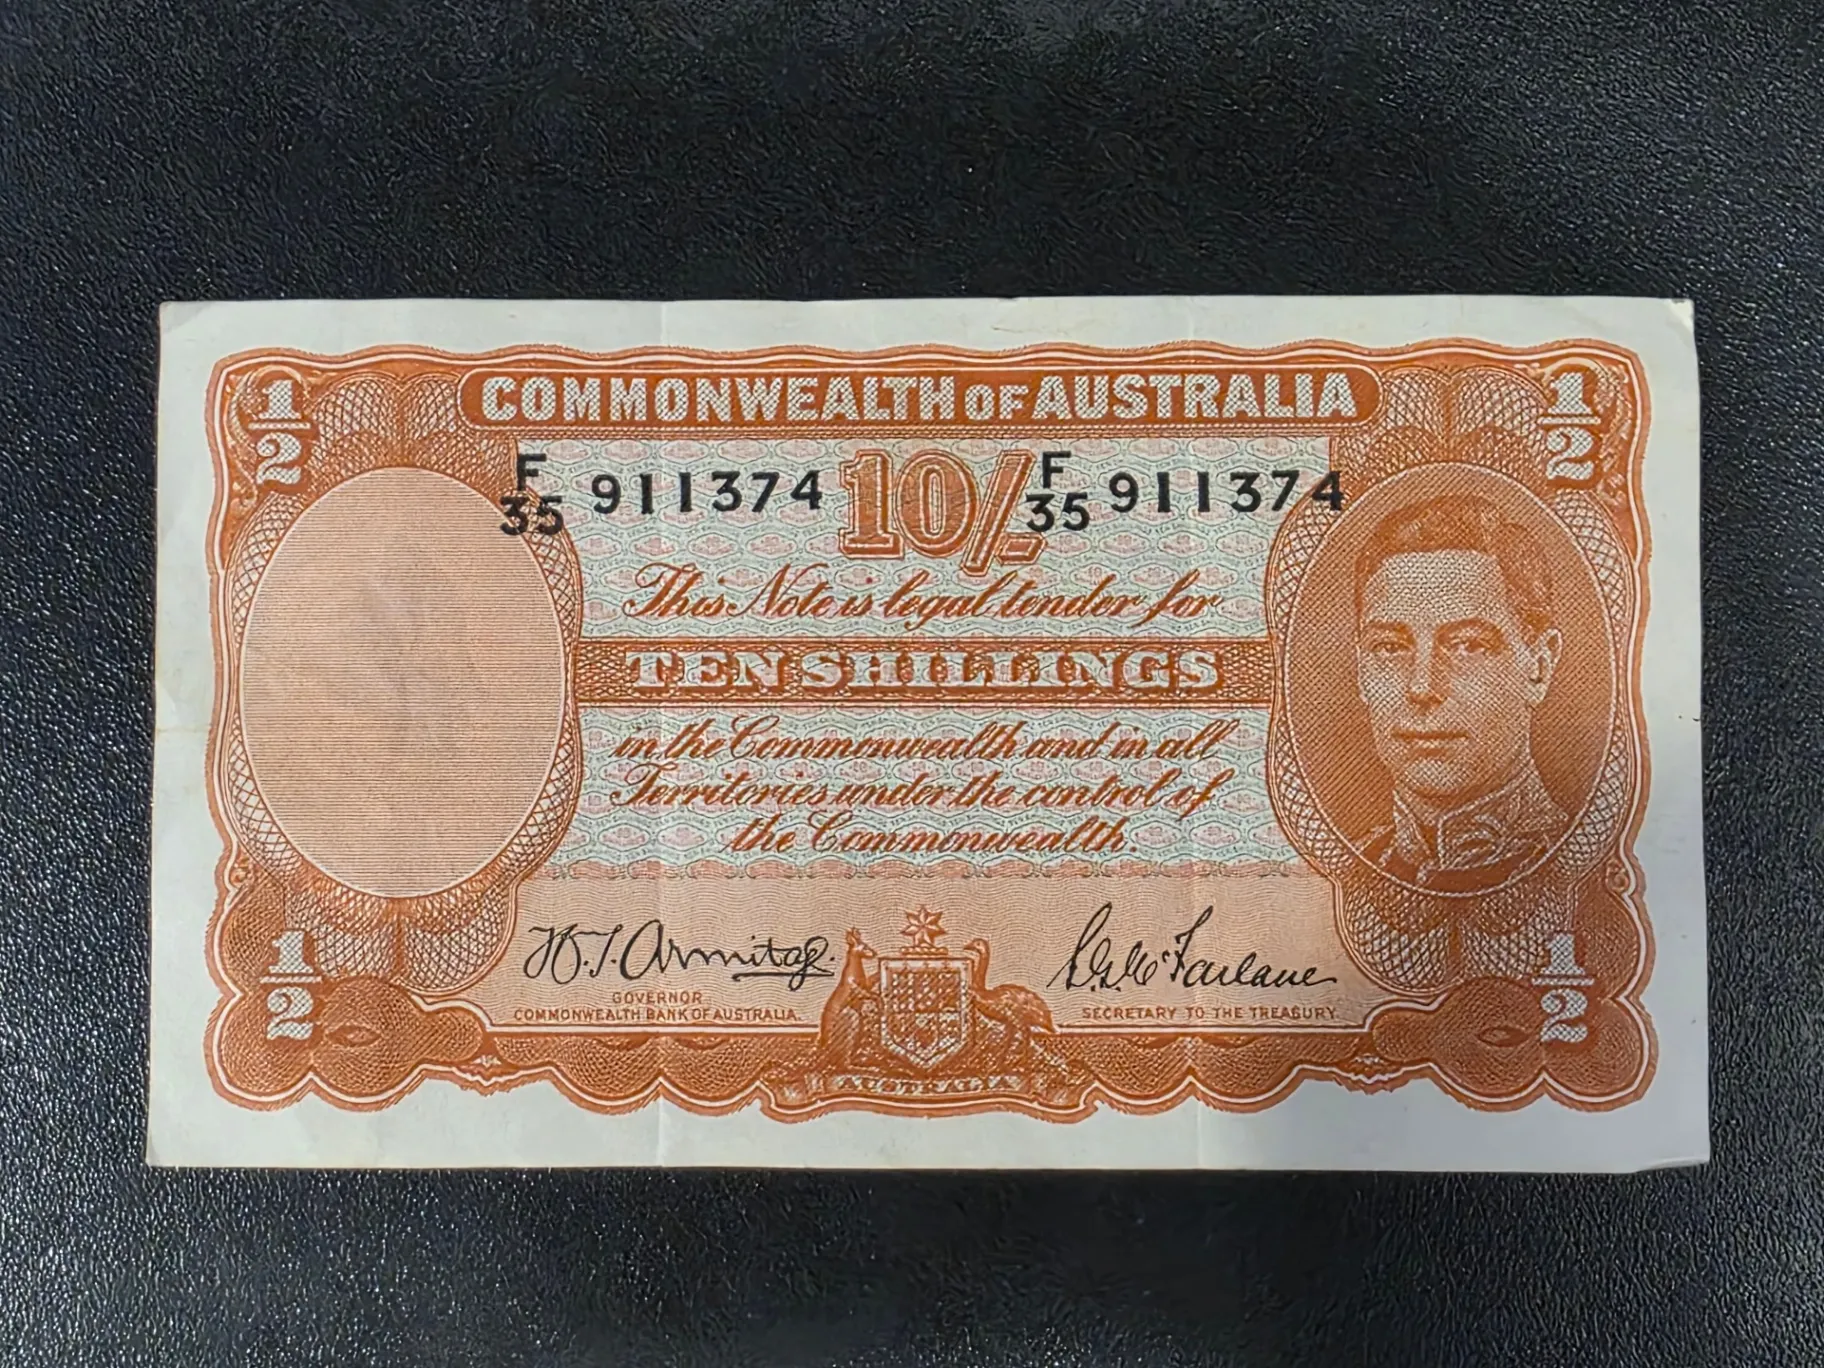 1/2 COMMONWEALTH OF AUSTRALIA 1/2
F/35 911374 10/- F/35 911374
This Note is legal tender for
TEN SHILLINGS
in the Commonwealth and in all
Territories under the control of
the Commonwealth.
H.T. Armitage. S.G. McFarlane
1/2 GOVERNOR 1/2
COMMONWEALTH BANK OF AUSTRALIA. SECRETARY TO THE TREASURY.
AUSTRALIA